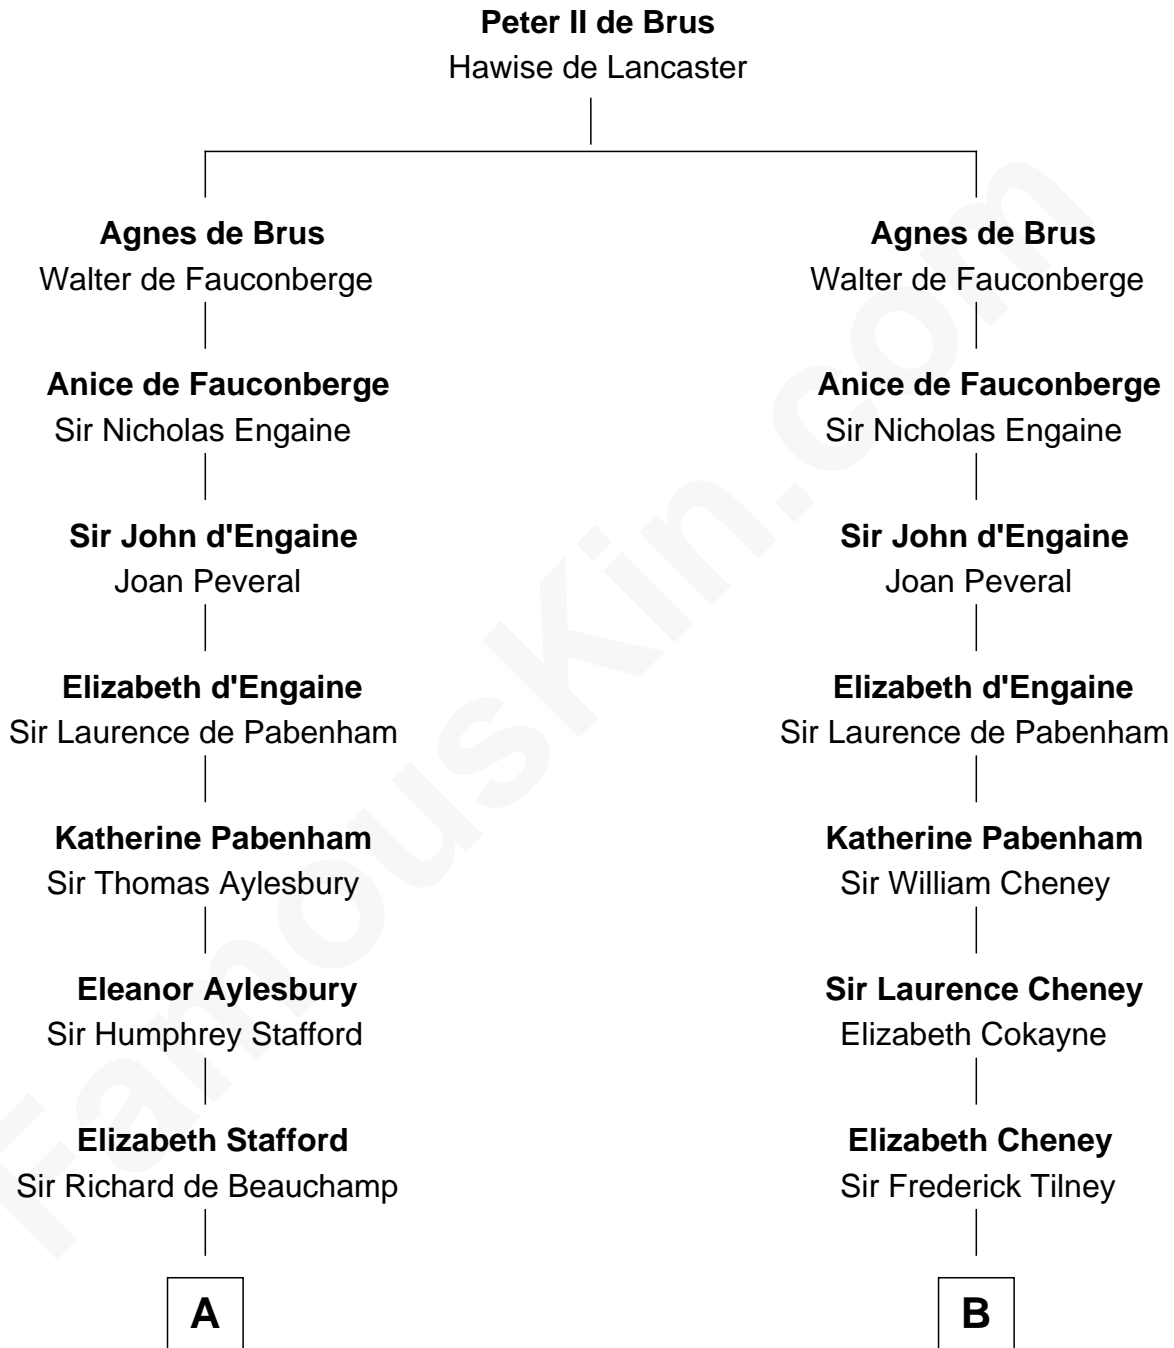 Peter II de Brus
Hawise de Lancaster
Agnes de Brus
Walter de Fauconberge
Anice de Fauconberge
Sir Nicholas Engaine
Sir John d'Engaine
Joan Peveral
Elizabeth d'Engaine
Sir Laurence de Pabenham
Katherine Pabenham
Sir Thomas Aylesbury
Eleanor Aylesbury
Sir Humphrey Stafford
Elizabeth Stafford
Sir Richard de Beauchamp
A
Agnes de Brus
Walter de Fauconberge
Anice de Fauconberge
Sir Nicholas Engaine
Sir John d'Engaine
Joan Peveral
Elizabeth d'Engaine
Sir Laurence de Pabenham
Katherine Pabenham
Sir William Cheney
Sir Laurence Cheney
Elizabeth Cokayne
Elizabeth Cheney
Sir Frederick Tilney
B
FamousKin.com